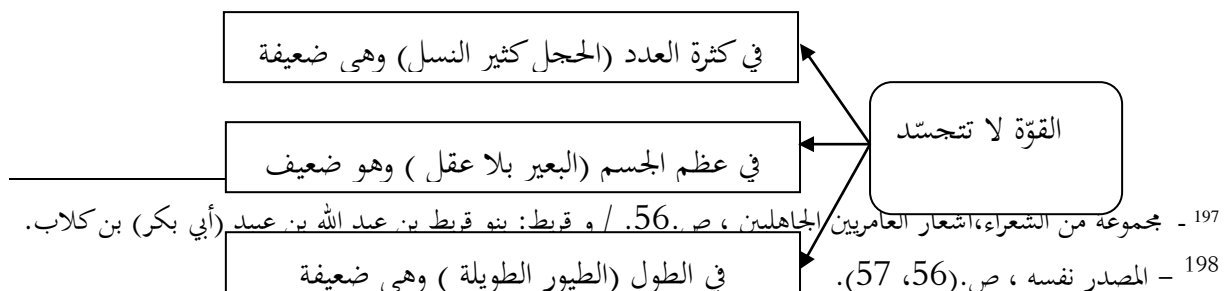 في كثرة العدد (الحجل كثير النسل) وهي ضعيفة
القوّة لا تتجسّد
في عظم الجسم (البعير بلا عقل ) وهو ضعيف
197 - مجموعة من الشعراء،اشعار العامريين الجاهليين ، ص.56. / و قريط: بنو قريط بن عبد الله بن عبيد (أبي بكر) بن كلاب.
في الطول (الطيور الطويلة ) وهي ضعيفة
198 – المصدر نفسه ، ص.(56، 57).